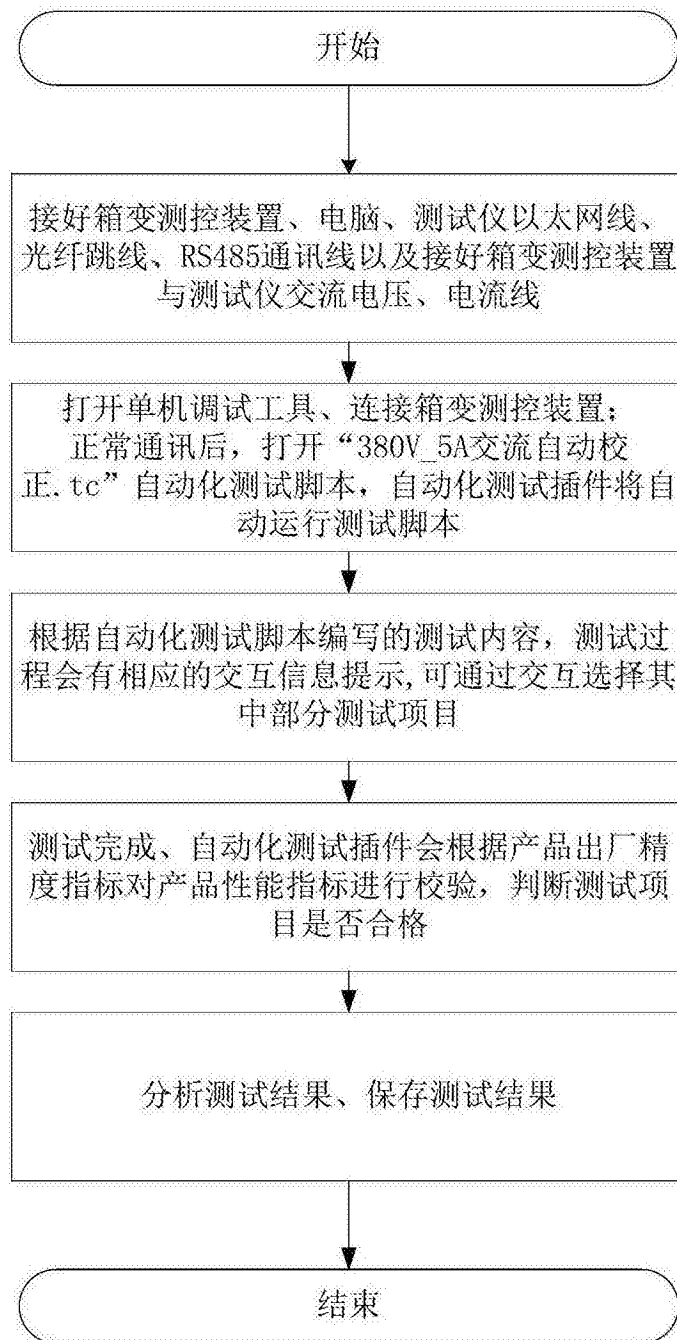 开始
接好箱变测控装置、电脑、测试仪以太网线、
光纤跳线、RS485通讯线以及接好箱变测控装置
与测试仪交流电压、电流线
打开单机调试工具、连接箱变测控装置;
正常通讯后，打开“380V_5A交流自动校
正.tc”自动化测试脚本，自动化测试插件将自
动运行测试脚本
根据自动化测试脚本编写的测试内容，测试过
程会有相应的交互信息提示,可通过交互选择其
中部分测试项目
测试完成、自动化测试插件会根据产品出厂精
度指标对产品性能指标进行校验，判断测试项
目是否合格
分析测试结果、保存测试结果
结束